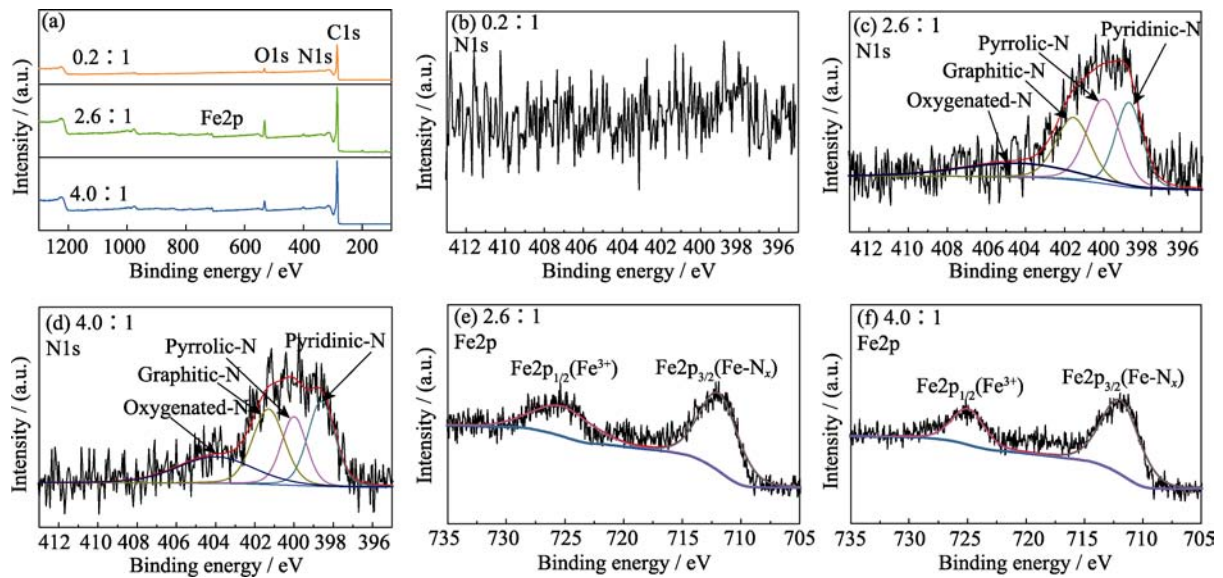 (a)
C1s
0.2∶1
O1s N1s
2.6∶1
Fe2p
4.0∶1
Intensity / (a.u.)
1200 1000 800 600 400 200
Binding energy / eV
(b) 0.2∶1
N1s
Intensity / (a.u.)
413 410 407 404 401 398 395
Binding energy / eV
(c) 2.6∶1
N1s
Pyridinic-N
Pyrrolic-N
Graphitic-N
Oxygenated-N
Intensity / (a.u.)
412 410 408 406 404 402 400 398 396
Binding energy / eV
(d) 4.0∶1
N1s
Pyrrolic-N
Pyridinic-N
Graphitic-N
Oxygenated-N
Intensity / (a.u.)
412 410 408 406 404 402 400 398 396
Binding energy / eV
(e) 2.6∶1
Fe2p
Fe2p1/2(Fe3+)
Fe2p3/2(Fe-Nx)
Intensity / (a.u.)
735 730 725 720 715 710 705
Binding energy / eV
(f) 4.0∶1
Fe2p
Fe2p1/2(Fe3+)
Fe2p3/2(Fe-Nx)
Intensity / (a.u.)
735 730 725 720 715 710 705
Binding energy / eV